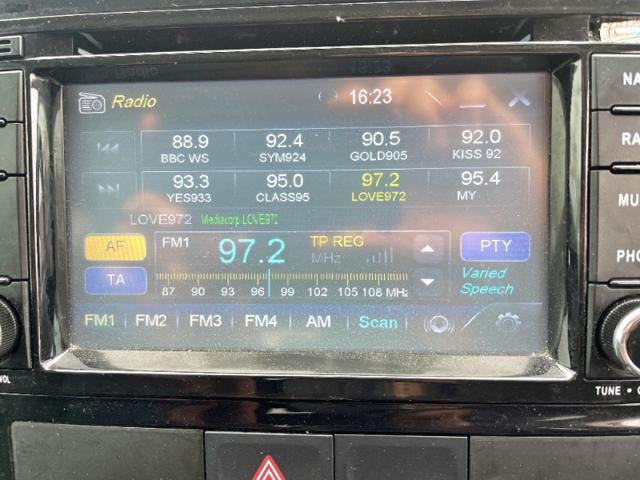 Radio 16:23
88.9 92.4 90.5 92.0
BBC WS SYM924 GOLD905 KISS 92
93.3 95.0 97.2 95.4
YES933 CLASS95 LOVE972 MY
LOVE972 Mediacorp LOVE972
AF FM1 97.2 MHz TP REG PTY
TA
87 90 93 96 99 102 105 108 MHz
Varied
Speech
FM1 FM2 FM3 FM4 AM Scan
NA
RA
MU
PHO
VOL
TUNE